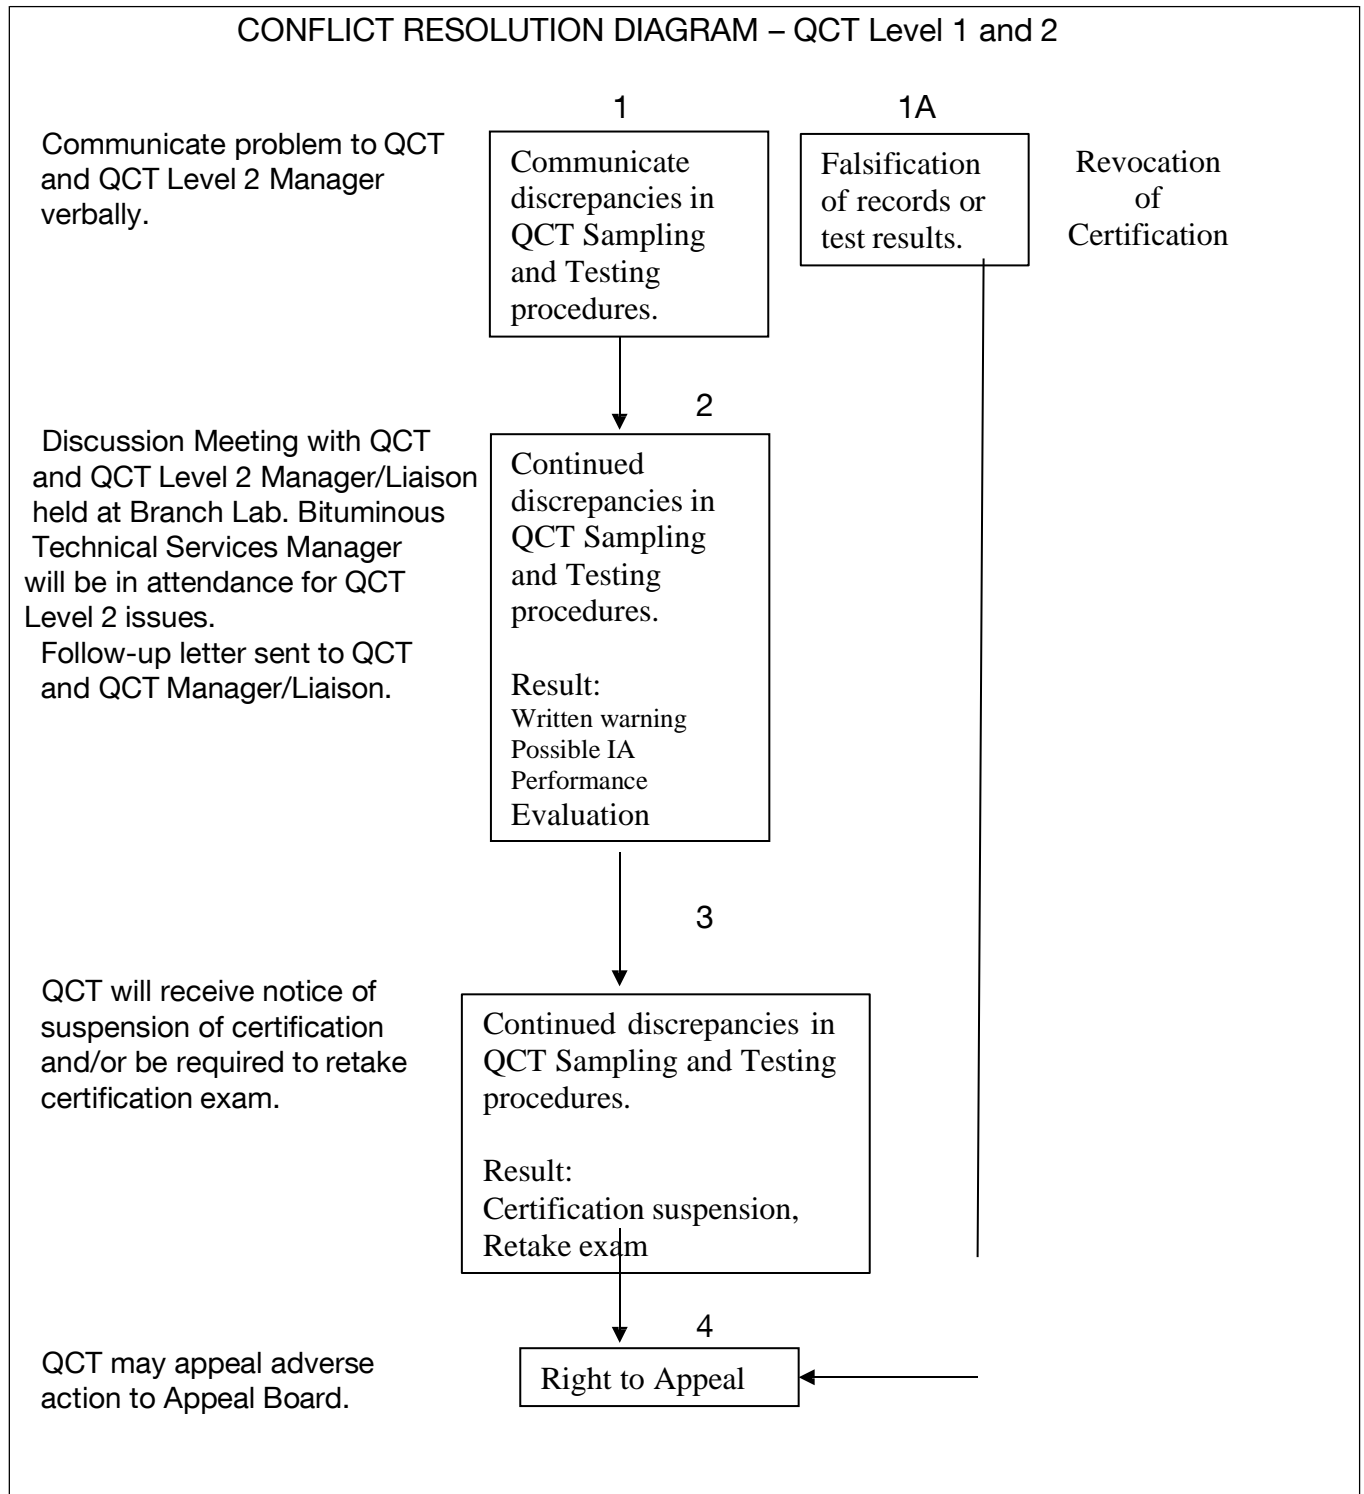 CONFLICT RESOLUTION DIAGRAM – QCT Level 1 and 2
1
1A
Communicate problem to QCT
and QCT Level 2 Manager
verbally.
Communicate
discrepancies in
QCT Sampling
and Testing
procedures.
Falsification
of records or
test results.
Revocation
of
Certification
2
Discussion Meeting with QCT
and QCT Level 2 Manager/Liaison
held at Branch Lab. Bituminous
Technical Services Manager
will be in attendance for QCT
Level 2 issues.
Follow-up letter sent to QCT
and QCT Manager/Liaison.
Continued
discrepancies in
QCT Sampling
and Testing
procedures.
Result:
Written warning
Possible IA
Performance
Evaluation
3
QCT will receive notice of
suspension of certification
and/or be required to retake
certification exam.
Continued discrepancies in
QCT Sampling and Testing
procedures.
Result:
Certification suspension,
Retake exam
4
QCT may appeal adverse
action to Appeal Board.
Right to Appeal